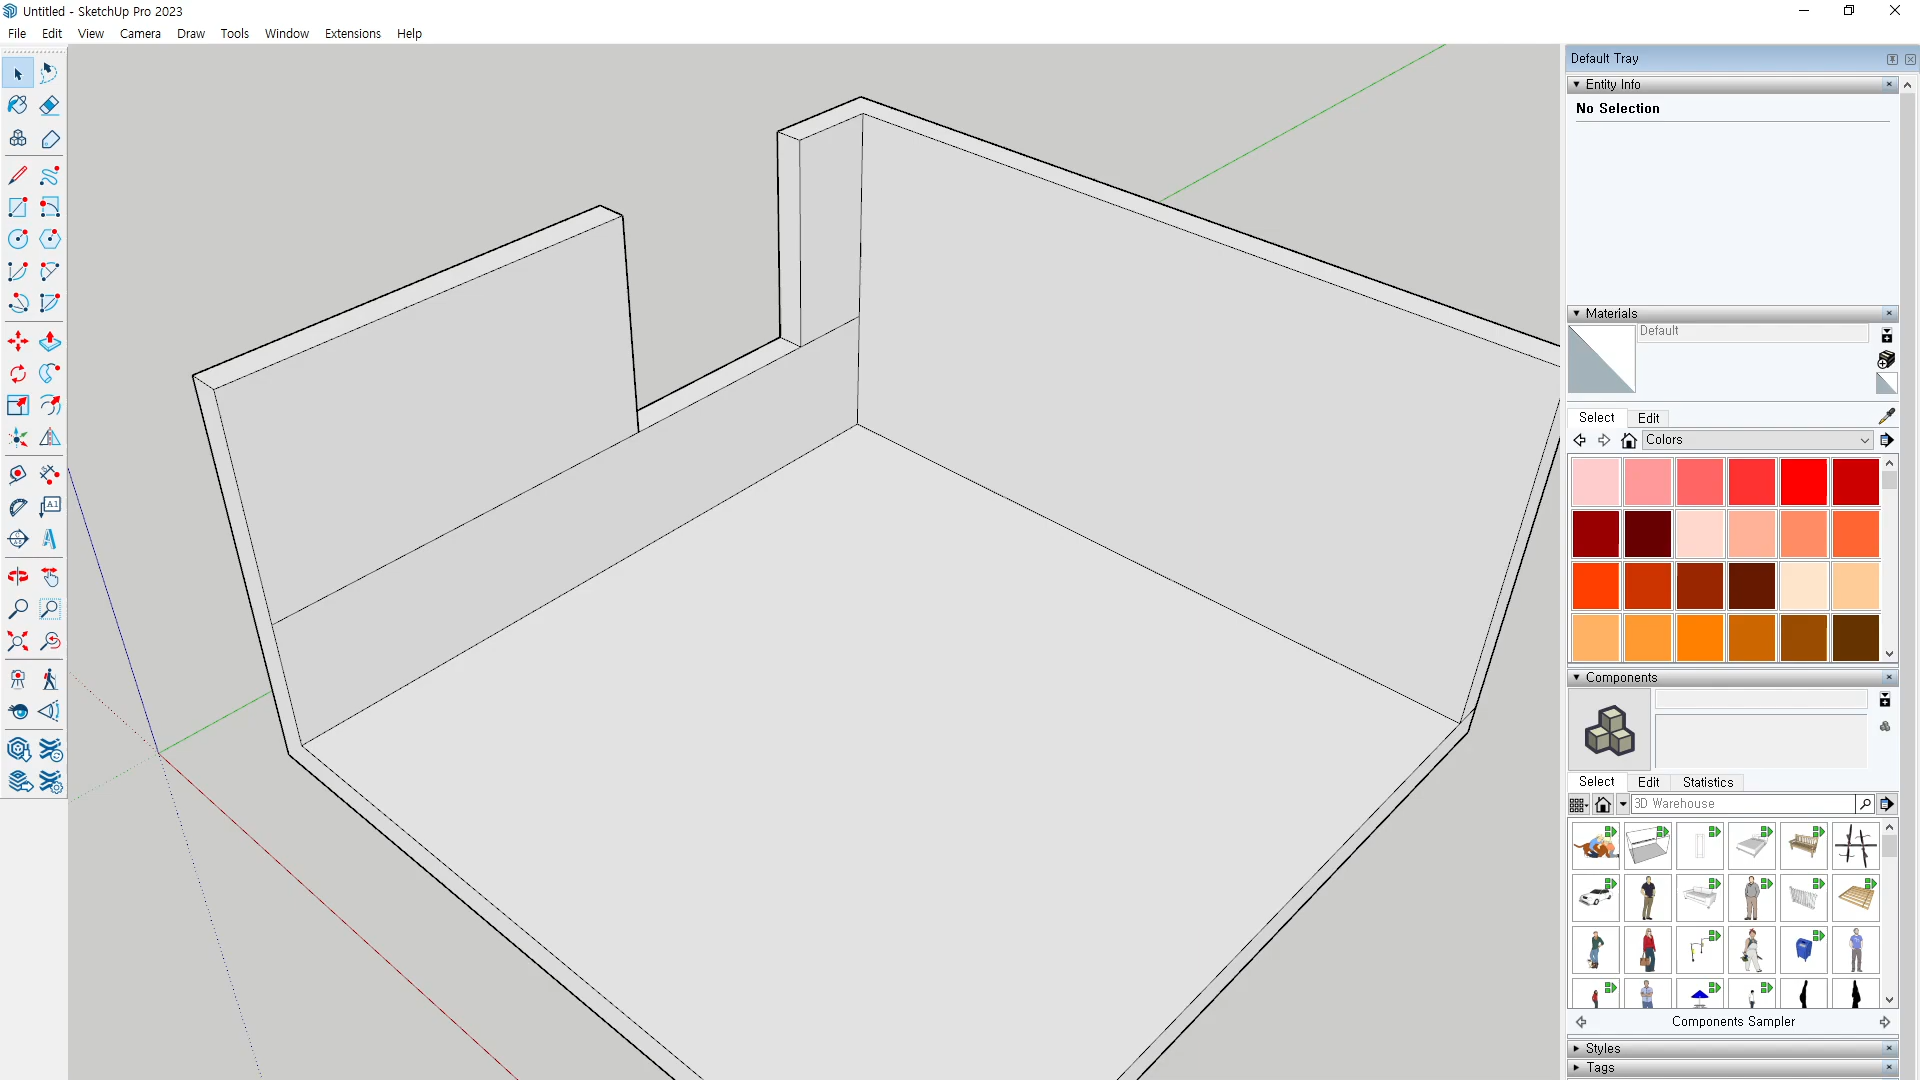 Untitled - SketchUp Pro 2023
File Edit View Camera Draw Tools Window Extensions Help
Default Tray
Entity Info
No Selection
Materials
Default
Select Edit
Colors
Components
Select Edit Statistics
3D Warehouse
Components Sampler
Styles
Tags
A1